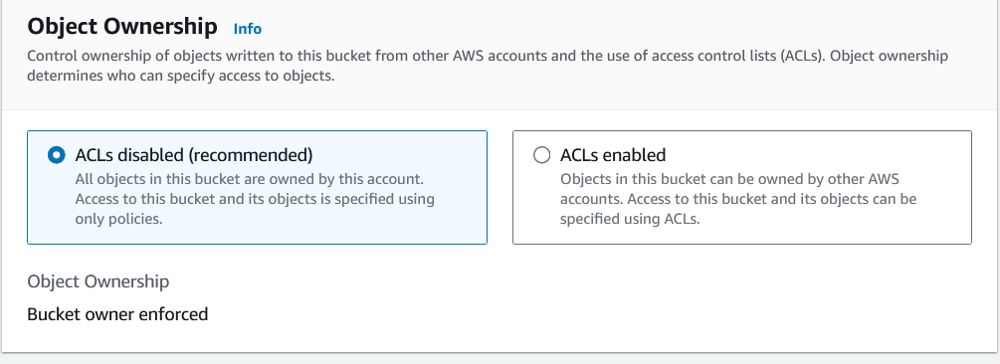 Object Ownership Info
Control ownership of objects written to this bucket from other AWS accounts and the use of access control lists (ACLs). Object ownership
determines who can specify access to objects.
ACLs disabled (recommended)
All objects in this bucket are owned by this account.
Access to this bucket and its objects is specified using
only policies.
ACLs enabled
Objects in this bucket can be owned by other AWS
accounts. Access to this bucket and its objects can be
specified using ACLs.
Object Ownership
Bucket owner enforced